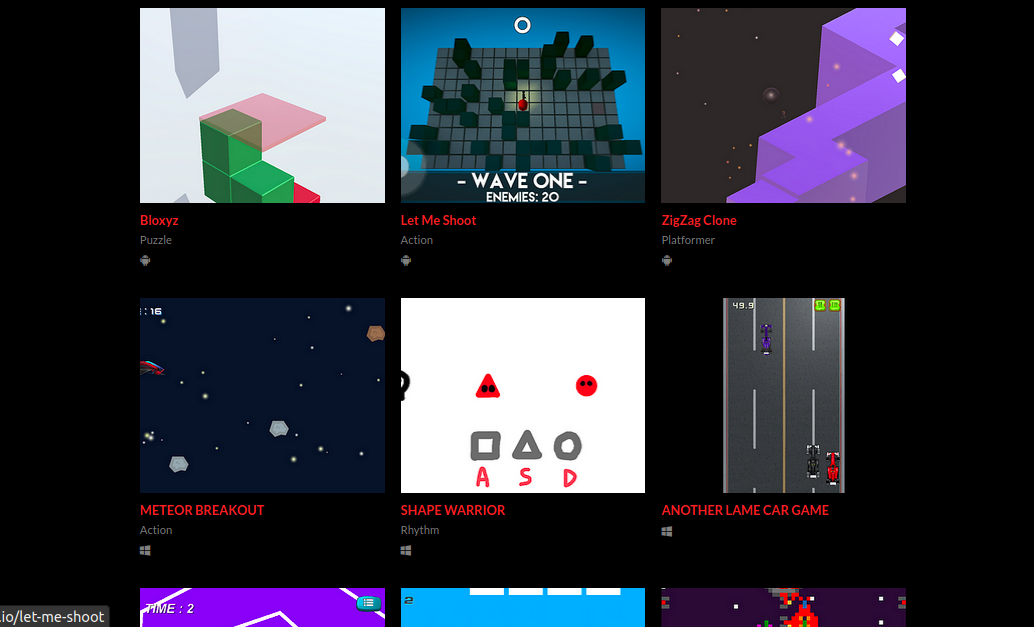 - WAVE ONE -
ENEMIES: 20
Bloxyz
Let Me Shoot
ZigZag Clone
Puzzle
Action
Platformer
:16
49.9
A S D
METEOR BREAKOUT
SHAPE WARRIOR
ANOTHER LAME CAR GAME
Action
Rhythm
TIME : 2
2
.io/let-me-shoot